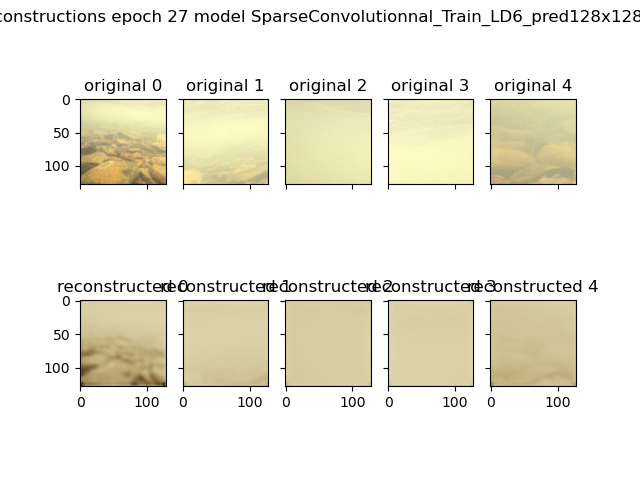 constructions epoch 27 model SparseConvolutionnal_Train_LD6_pred128x128
original 0 original 1 original 2 original 3 original 4
0
50
100
reconstructed 0 reconstructed 1 reconstructed 2 reconstructed 3 reconstructed 4
0
50
100
0 100 0 100 0 100 0 100 0 100